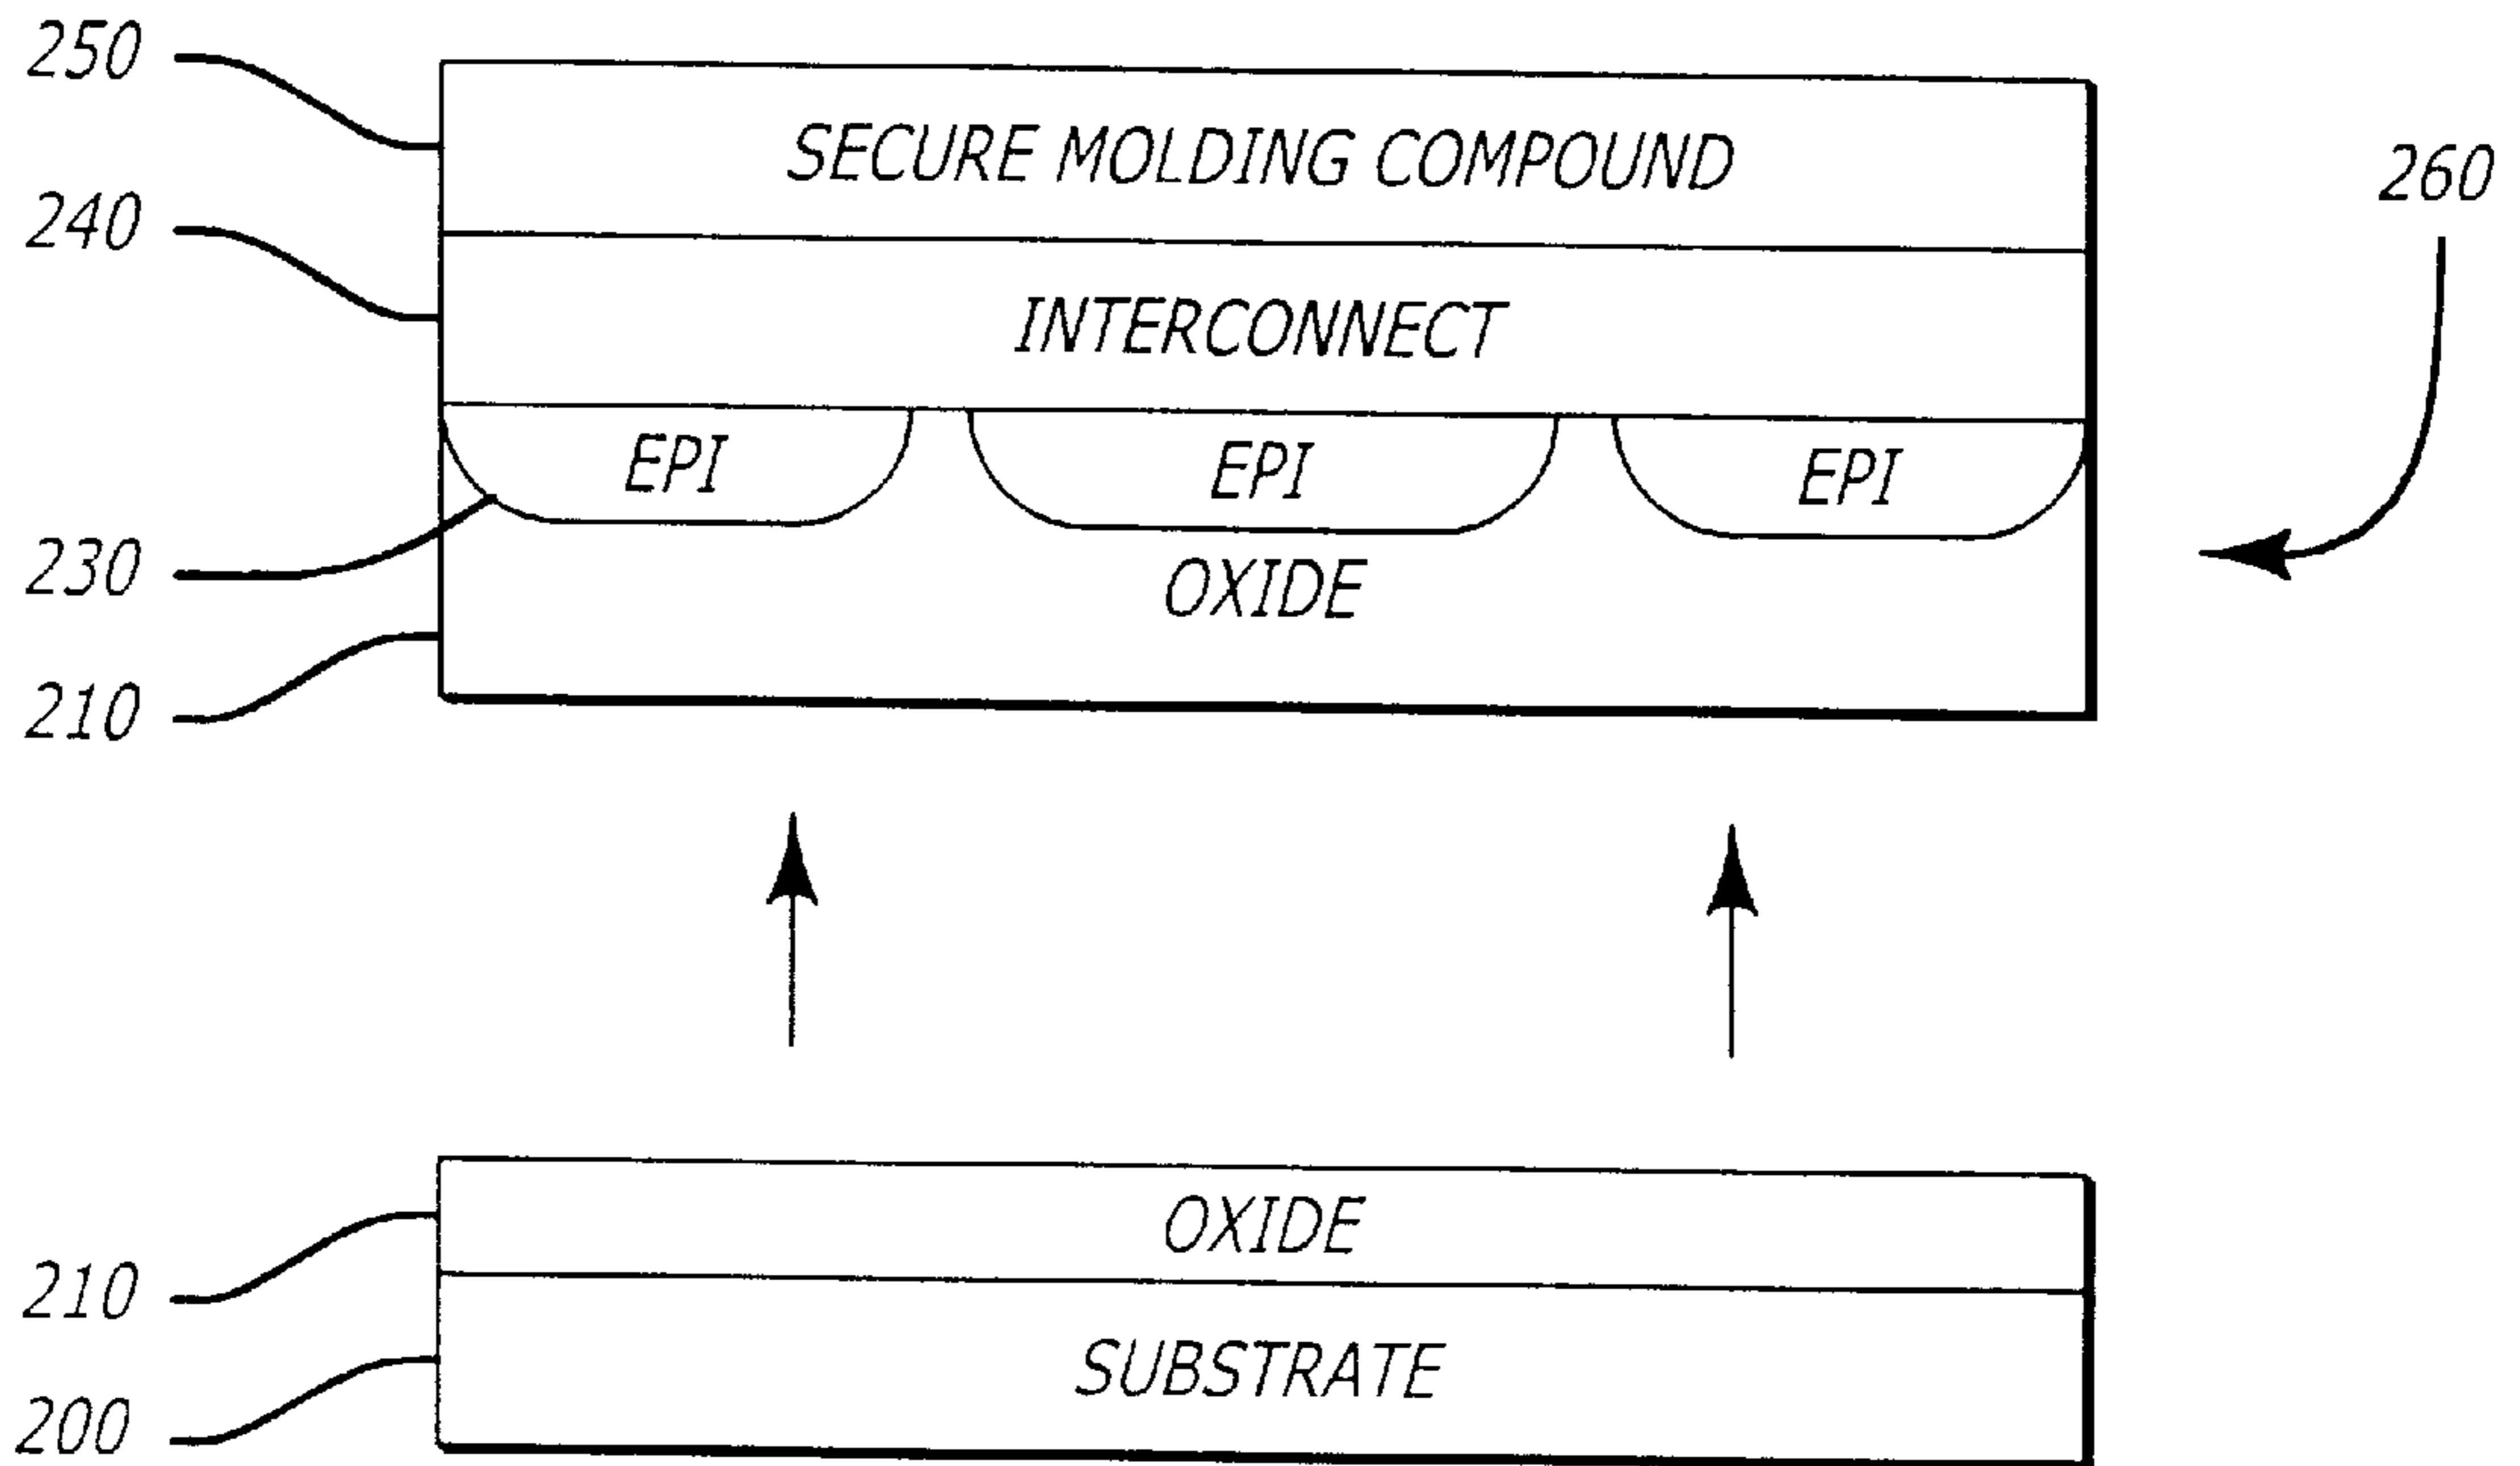 250
SECURE MOLDING COMPOUND
260
240
INTERCONNECT
EPI
EPI
EPI
230
OXIDE
210
210
OXIDE
SUBSTRATE
200